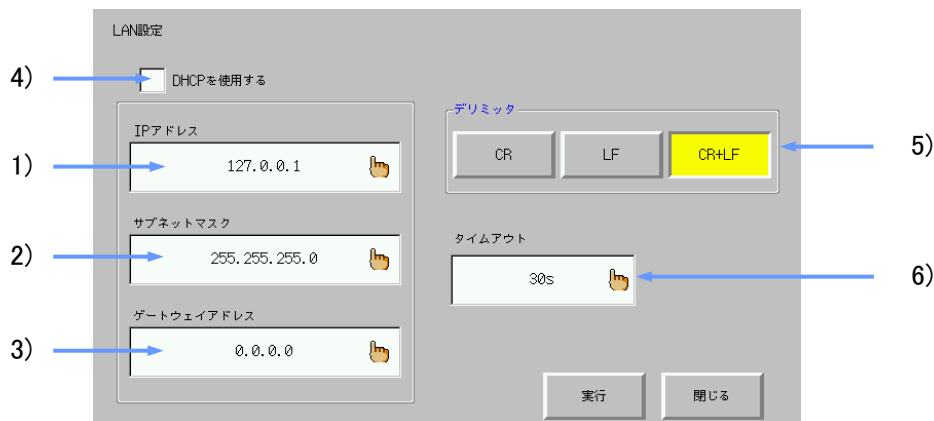 LAN設定
4)
DHCPを使用する
IPアドレス
1)
127.0.0.1
サブネットマスク
2)
255.255.255.0
ゲートウェイアドレス
3)
0.0.0.0
デリミッタ
CR
LF
CR+LF
5)
タイムアウト
30s
6)
実行
閉じる